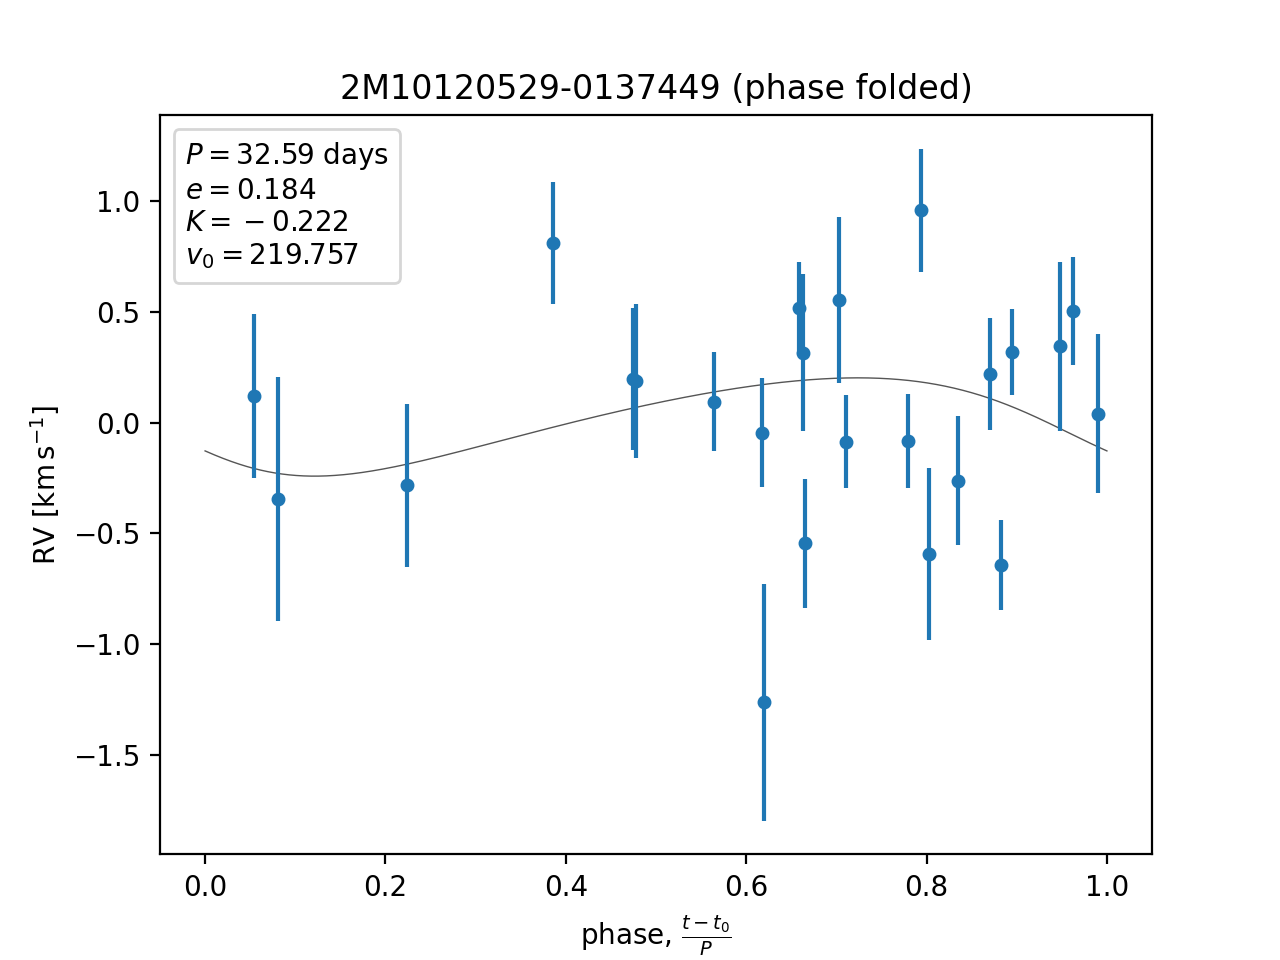 2M10120529-0137449 (phase folded)
P = 32.59 days
e = 0.184
K = −0.222
v₀ = 219.757
1.0
0.5
0.0
−0.5
−1.0
−1.5
RV [km s⁻¹]
0.0 0.2 0.4 0.6 0.8 1.0
phase, (t − t₀)/P